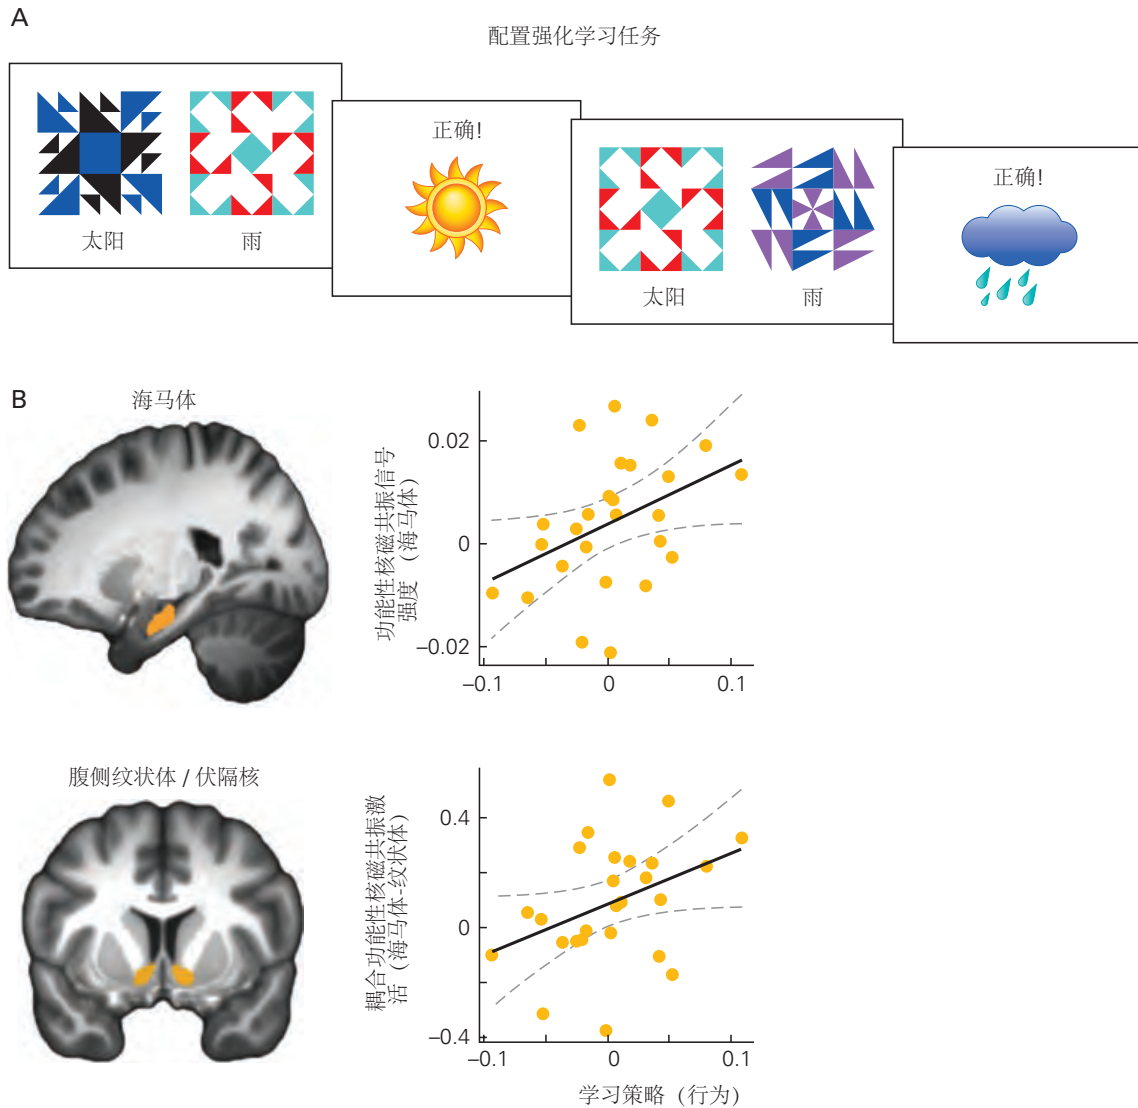 A
配置强化学习任务
太阳
雨
正确!
太阳
雨
正确!
B
海马体
功能性核磁共振信号
强度（海马体）
0.02
0
–0.02
–0.1
0
0.1
腹侧纹状体 / 伏隔核
耦合功能性核磁共振激
活（海马体-纹状体）
0.4
0
–0.4
–0.1
0
0.1
学习策略（行为）